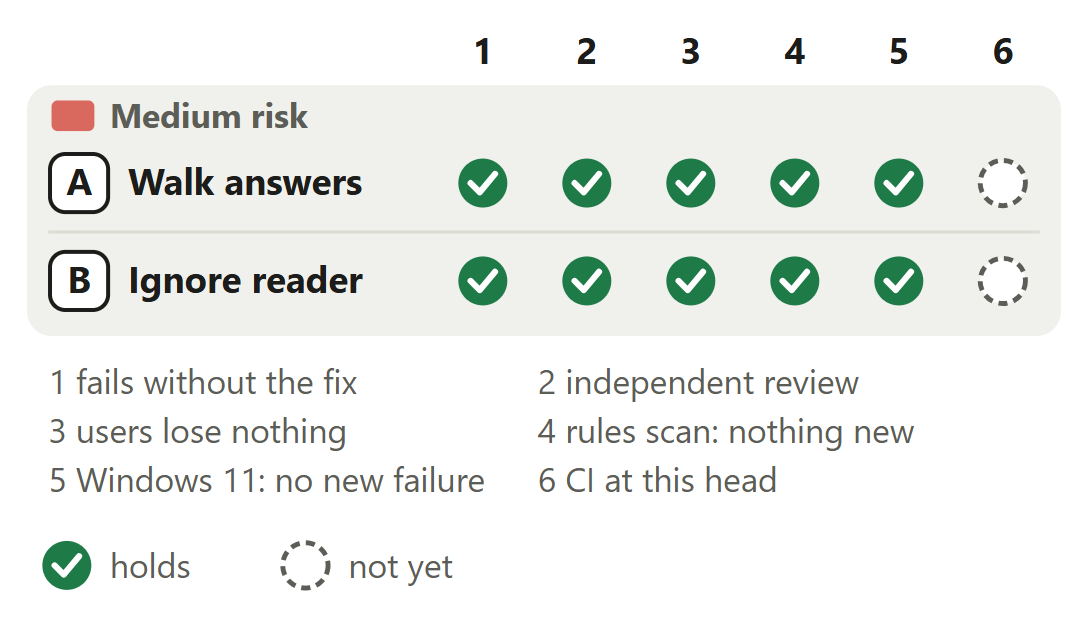 1 2 3 4 5 6
Medium risk
A Walk answers
B Ignore reader
1 fails without the fix 2 independent review
3 users lose nothing 4 rules scan: nothing new
5 Windows 11: no new failure 6 CI at this head
holds not yet